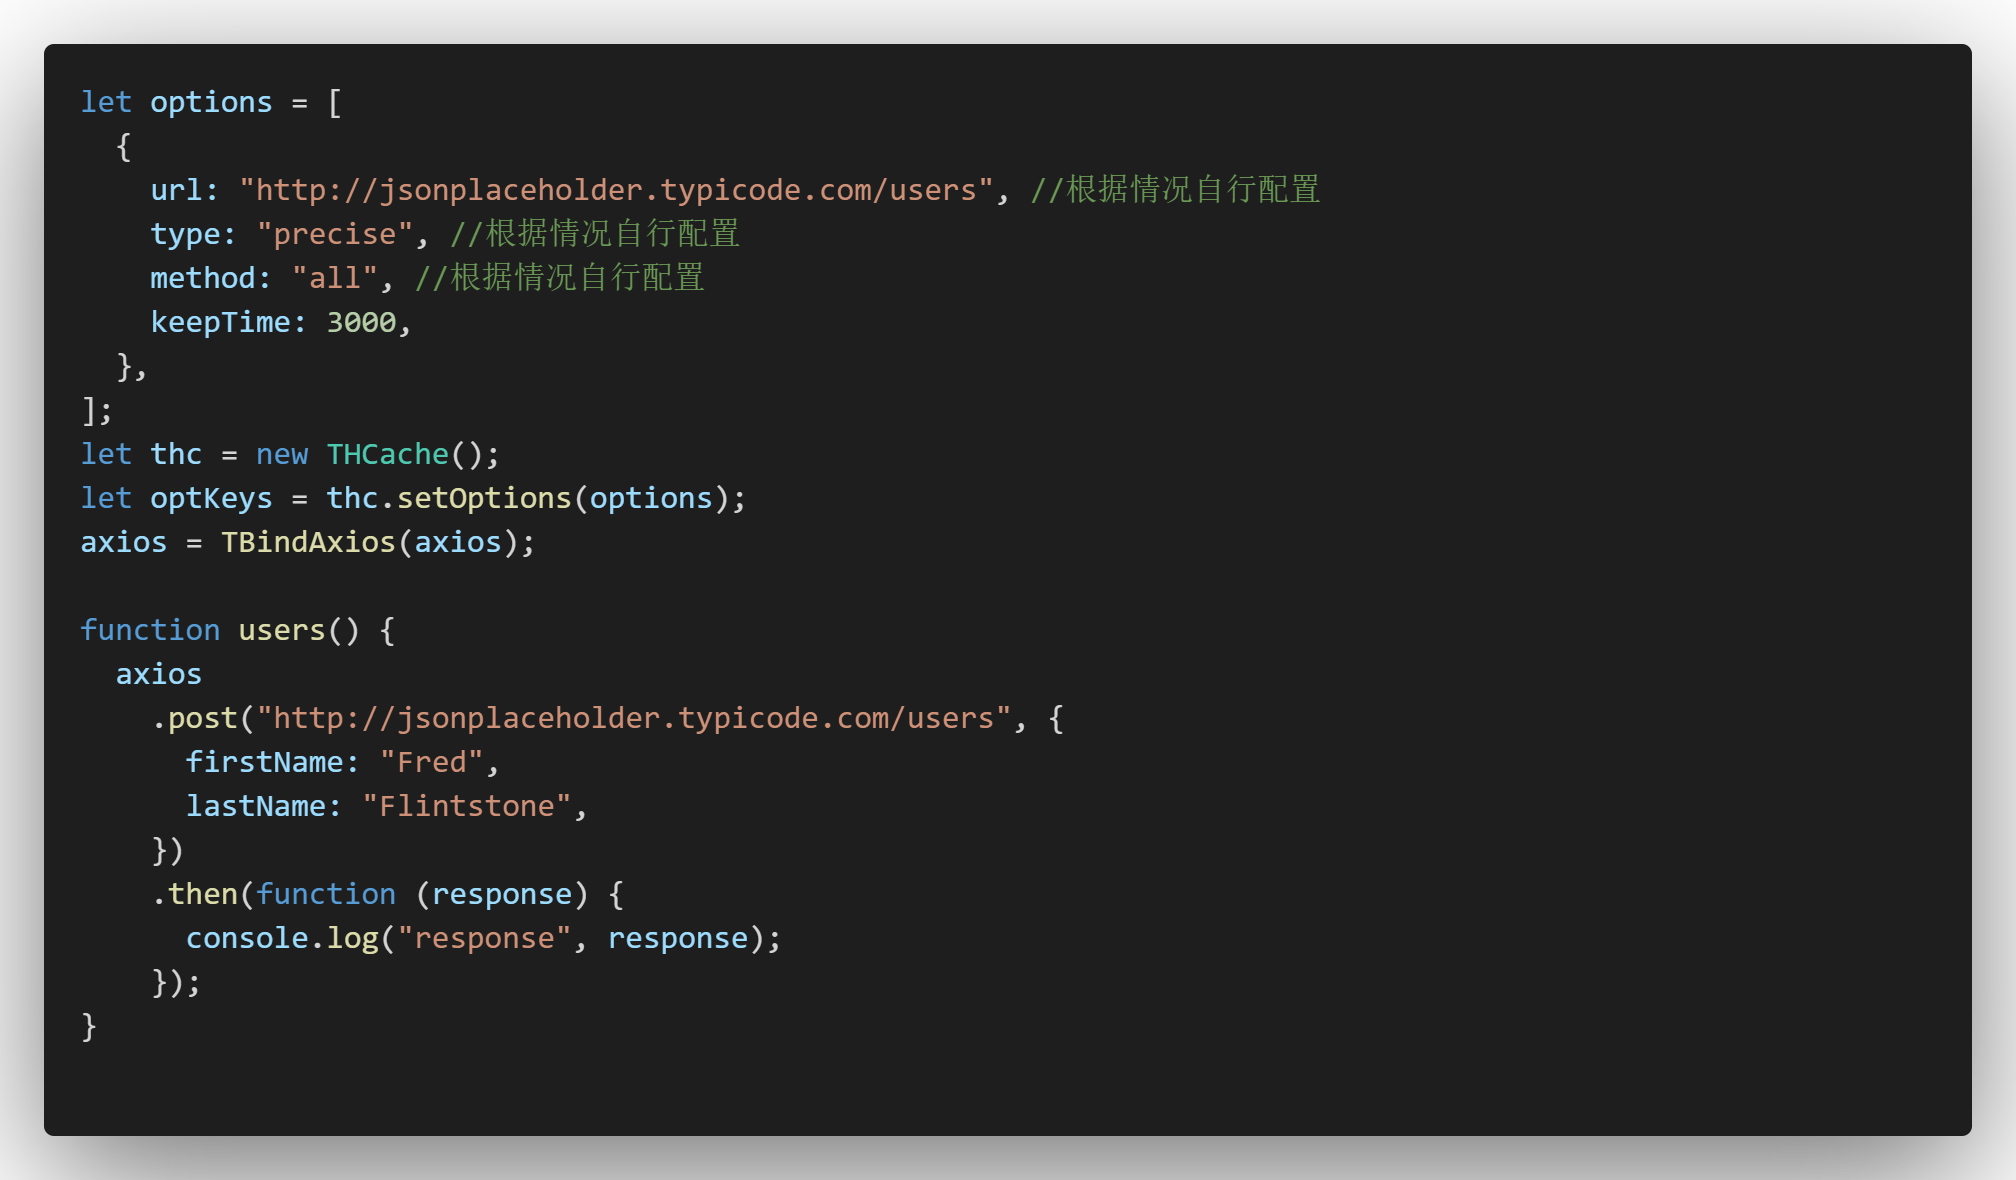 let options = [
  {
    url: "http://jsonplaceholder.typicode.com/users", //根据情况自行配置
    type: "precise", //根据情况自行配置
    method: "all", //根据情况自行配置
    keepTime: 3000,
  },
];
let thc = new THCache();
let optKeys = thc.setOptions(options);
axios = TBindAxios(axios);

function users() {
  axios
    .post("http://jsonplaceholder.typicode.com/users", {
      firstName: "Fred",
      lastName: "Flintstone",
    })
    .then(function (response) {
      console.log("response", response);
    });
}